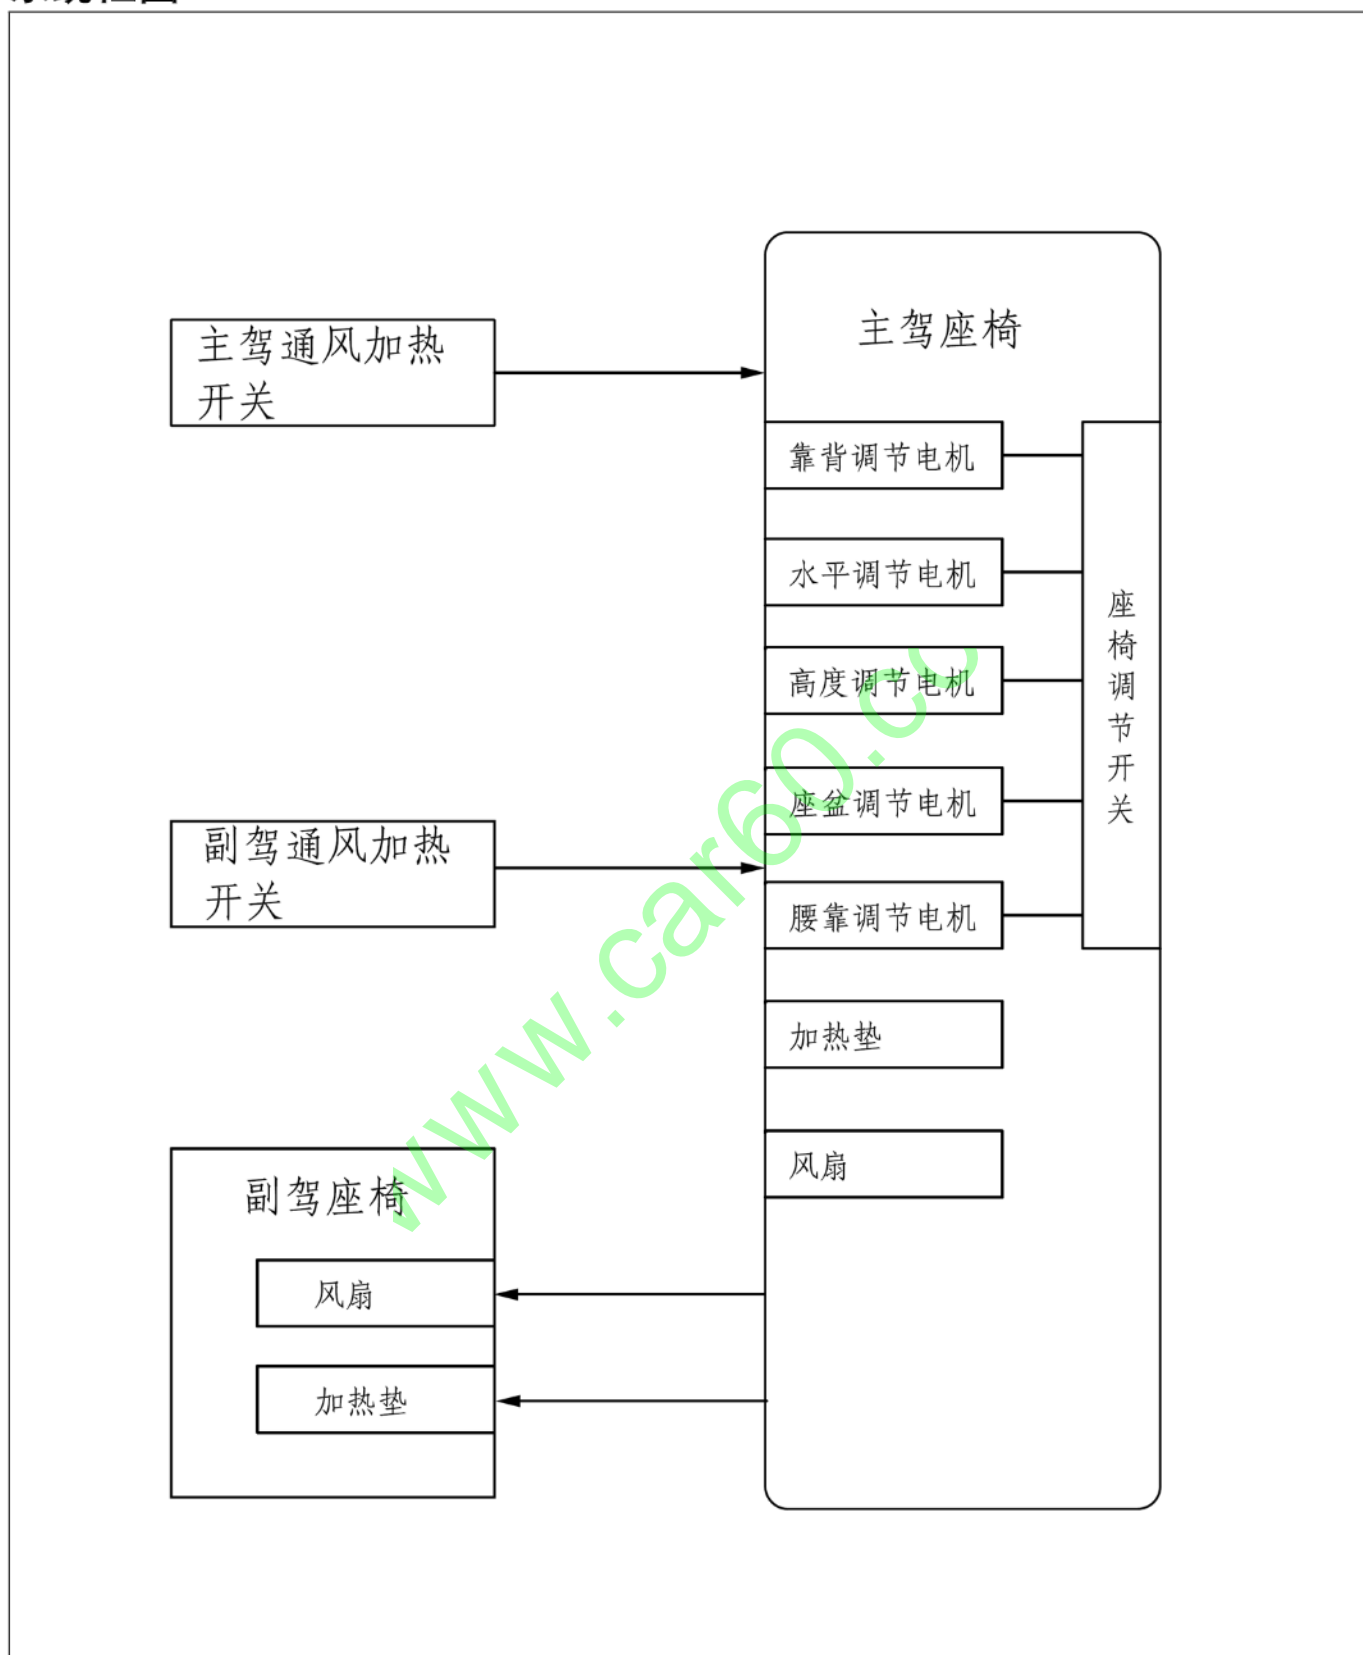 主驾通风加热
开关
主驾座椅
靠背调节电机
水平调节电机
高度调节电机
座盆调节电机
腰靠调节电机
加热垫
风扇
座椅调节开关
副驾通风加热
开关
副驾座椅
风扇
加热垫
www.car60.co